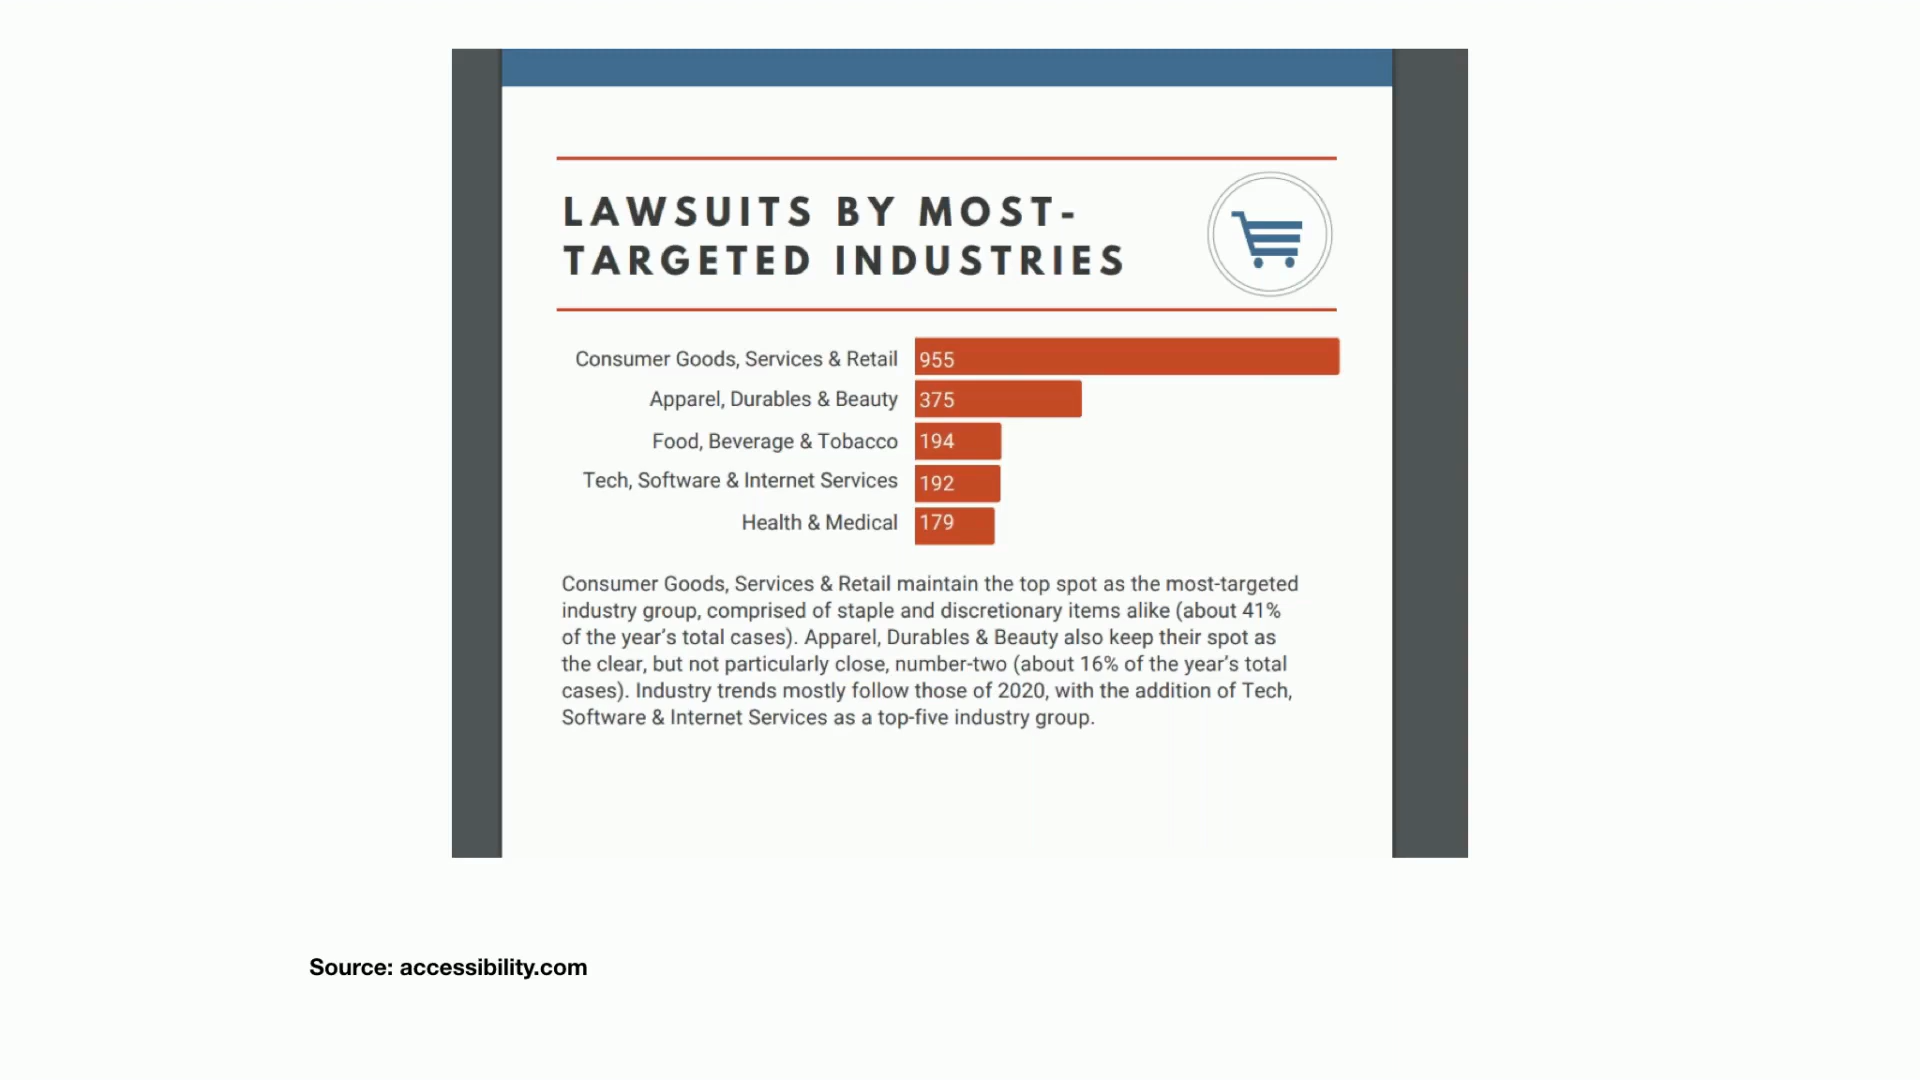 LAWSUITS BY MOST-
TARGETED INDUSTRIES
Consumer Goods, Services & Retail 955
Apparel, Durables & Beauty 375
Food, Beverage & Tobacco 194
Tech, Software & Internet Services 192
Health & Medical 179
Consumer Goods, Services & Retail maintain the top spot as the most-targeted
industry group, comprised of staple and discretionary items alike (about 41%
of the year’s total cases). Apparel, Durables & Beauty also keep their spot as
the clear, but not particularly close, number-two (about 16% of the year’s total
cases). Industry trends mostly follow those of 2020, with the addition of Tech,
Software & Internet Services as a top-five industry group.
Source: accessibility.com